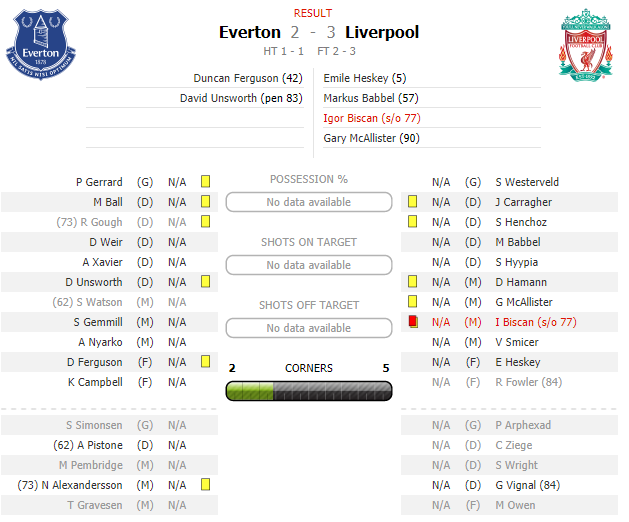 RESULT
Everton 2 - 3 Liverpool
HT 1 - 1 FT 2 - 3
Everton
1878
NIL SATIS NISI OPTIMUM
YOU'LL NEVER WALK ALONE
LIVERPOOL
FOOTBALL CLUB
EST·1892
Duncan Ferguson (42) Emile Heskey (5)
David Unsworth (pen 83) Markus Babbel (57)
Igor Biscan (s/o 77)
Gary McAllister (90)
P Gerrard (G) N/A POSSESSION % N/A (G) S Westerveld
M Ball (D) N/A No data available N/A (D) J Carragher
(73) R Gough (D) N/A N/A (D) S Henchoz
D Weir (D) N/A SHOTS ON TARGET N/A (D) M Babbel
A Xavier (D) N/A No data available N/A (D) S Hyypia
D Unsworth (D) N/A N/A (M) D Hamann
(62) S Watson (M) N/A SHOTS OFF TARGET N/A (M) G McAllister
S Gemmill (M) N/A No data available N/A (M) I Biscan (s/o 77)
A Nyarko (M) N/A N/A (M) V Smicer
D Ferguson (F) N/A 2 CORNERS 5 N/A (F) E Heskey
K Campbell (F) N/A N/A (F) R Fowler (84)
S Simonsen (G) N/A N/A (G) P Arphexad
(62) A Pistone (D) N/A N/A (D) C Ziege
M Pembridge (M) N/A N/A (D) S Wright
(73) N Alexandersson (M) N/A N/A (D) G Vignal (84)
T Gravesen (M) N/A N/A (F) M Owen